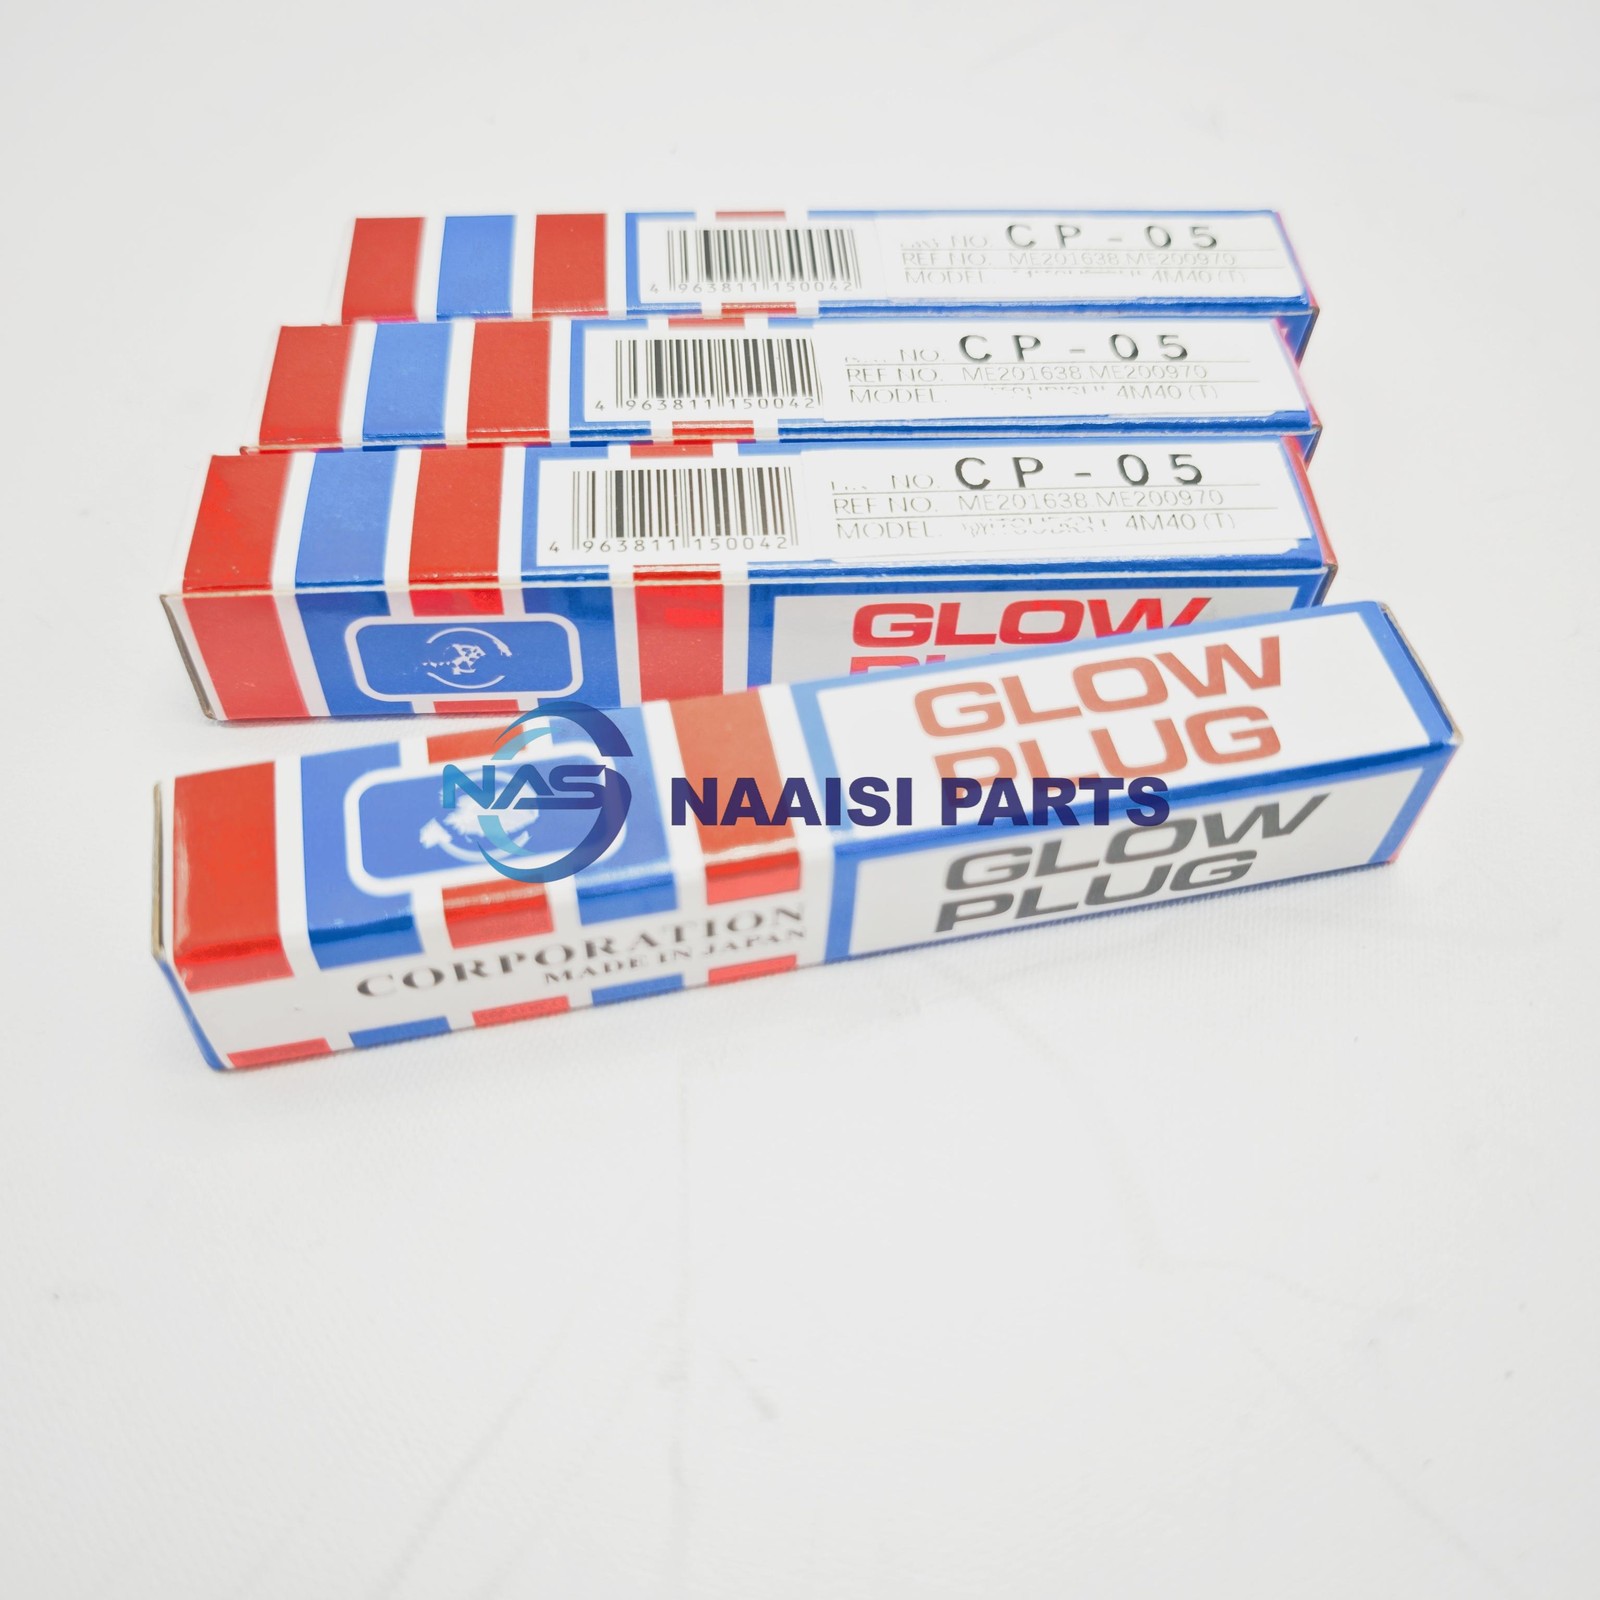 CP-05
NO.
REF NO. ME201638 ME200970
MODEL 4M40 (T)
4 963811 150042
NO. CP-05
REF NO. ME201638 ME200970
MODEL. 4M40 (T)
4 963811 150042
NO. CP-05
REF NO. ME201638 ME200970
MODEL. 4M40 (T)
4 963811 150042
GLOW
GLOW
PLUG
NAS
NAAISI PARTS
GLOW
PLUG
CORPORATION
MADE IN JAPAN